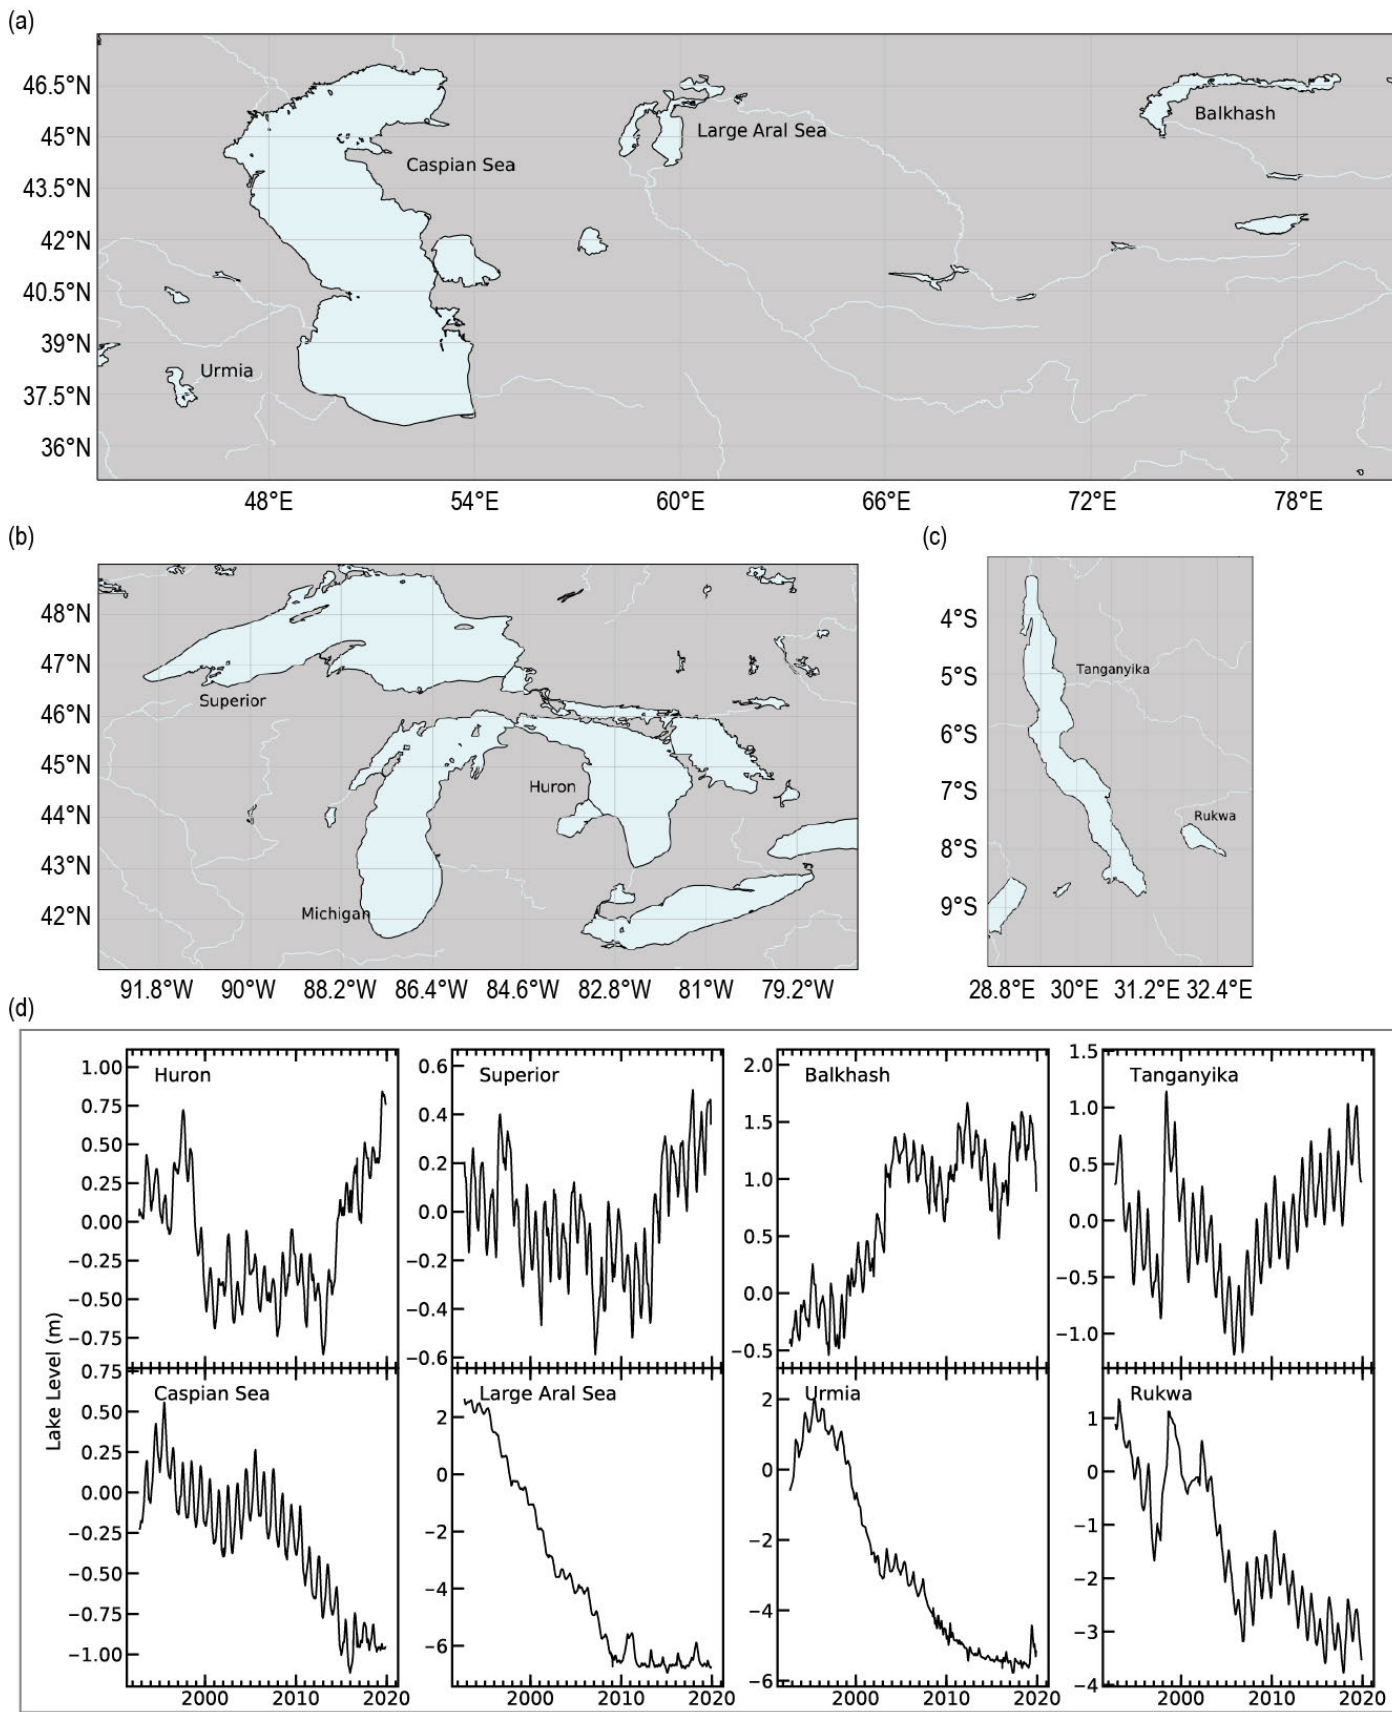 (a)
46.5°N
45°N
43.5°N
42°N
40.5°N
39°N
37.5°N
36°N
Balkhash
Large Aral Sea
Caspian Sea
Urmia
48°E 54°E 60°E 66°E 72°E 78°E
(b)
48°N
47°N
46°N
45°N
44°N
43°N
42°N
Superior
Huron
Michigan
91.8°W 90°W 88.2°W 86.4°W 84.6°W 82.8°W 81°W 79.2°W
(c)
4°S
5°S
6°S
7°S
8°S
9°S
Tanganyika
Rukwa
28.8°E 30°E 31.2°E 32.4°E
(d)
Lake Level (m)
Huron
1.00
0.75
0.50
0.25
0.00
−0.25
−0.50
−0.75
Superior
0.6
0.4
0.2
0.0
−0.2
−0.4
−0.6
Balkhash
2.0
1.5
1.0
0.5
0.0
−0.5
Tanganyika
1.5
1.0
0.5
0.0
−0.5
−1.0
Caspian Sea
0.75
0.50
0.25
0.00
−0.25
−0.50
−0.75
−1.00
2000 2010 2020
Large Aral Sea
2
0
−2
−4
−6
2000 2010 2020
Urmia
2
0
−2
−4
−6
2000 2010 2020
Rukwa
1
0
−1
−2
−3
−4
2000 2010 2020